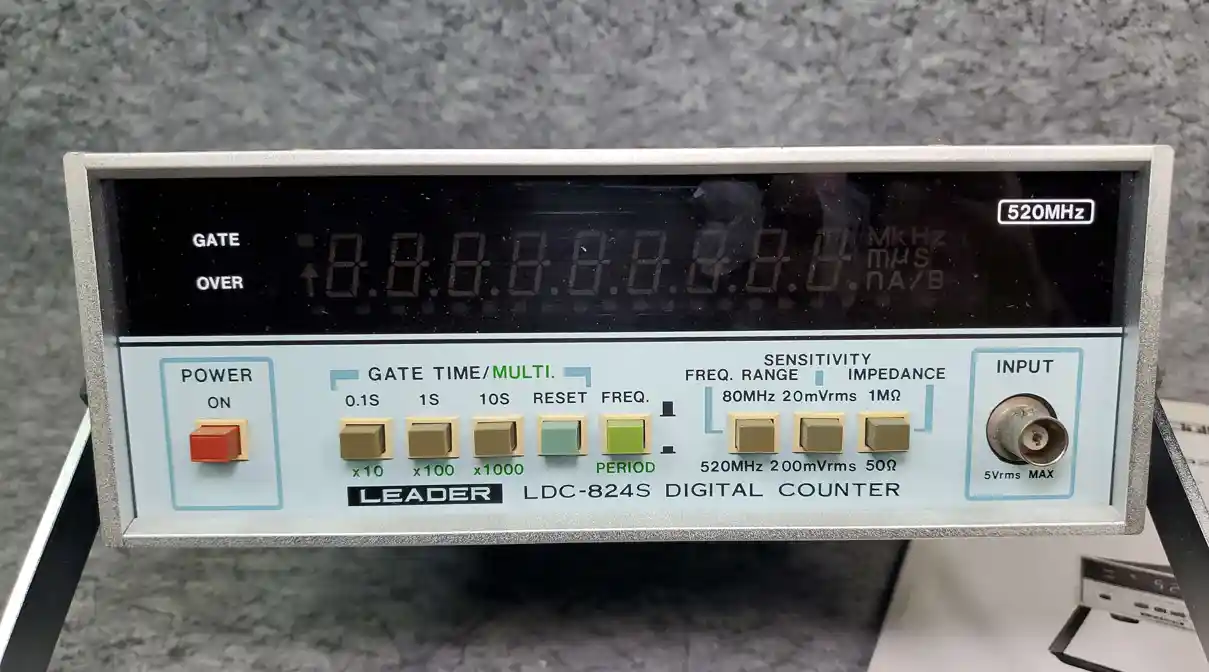 520MHz
GATE
OVER
MkHz
mμS
nA/B
POWER
ON
GATE TIME/MULTI.
0.1S 1S 10S RESET FREQ.
x10 x100 x1000 PERIOD
SENSITIVITY
FREQ. RANGE IMPEDANCE
80MHz 20mVrms 1MΩ
520MHz 200mVrms 50Ω
INPUT
5Vrms MAX
LEADER LDC-824S DIGITAL COUNTER